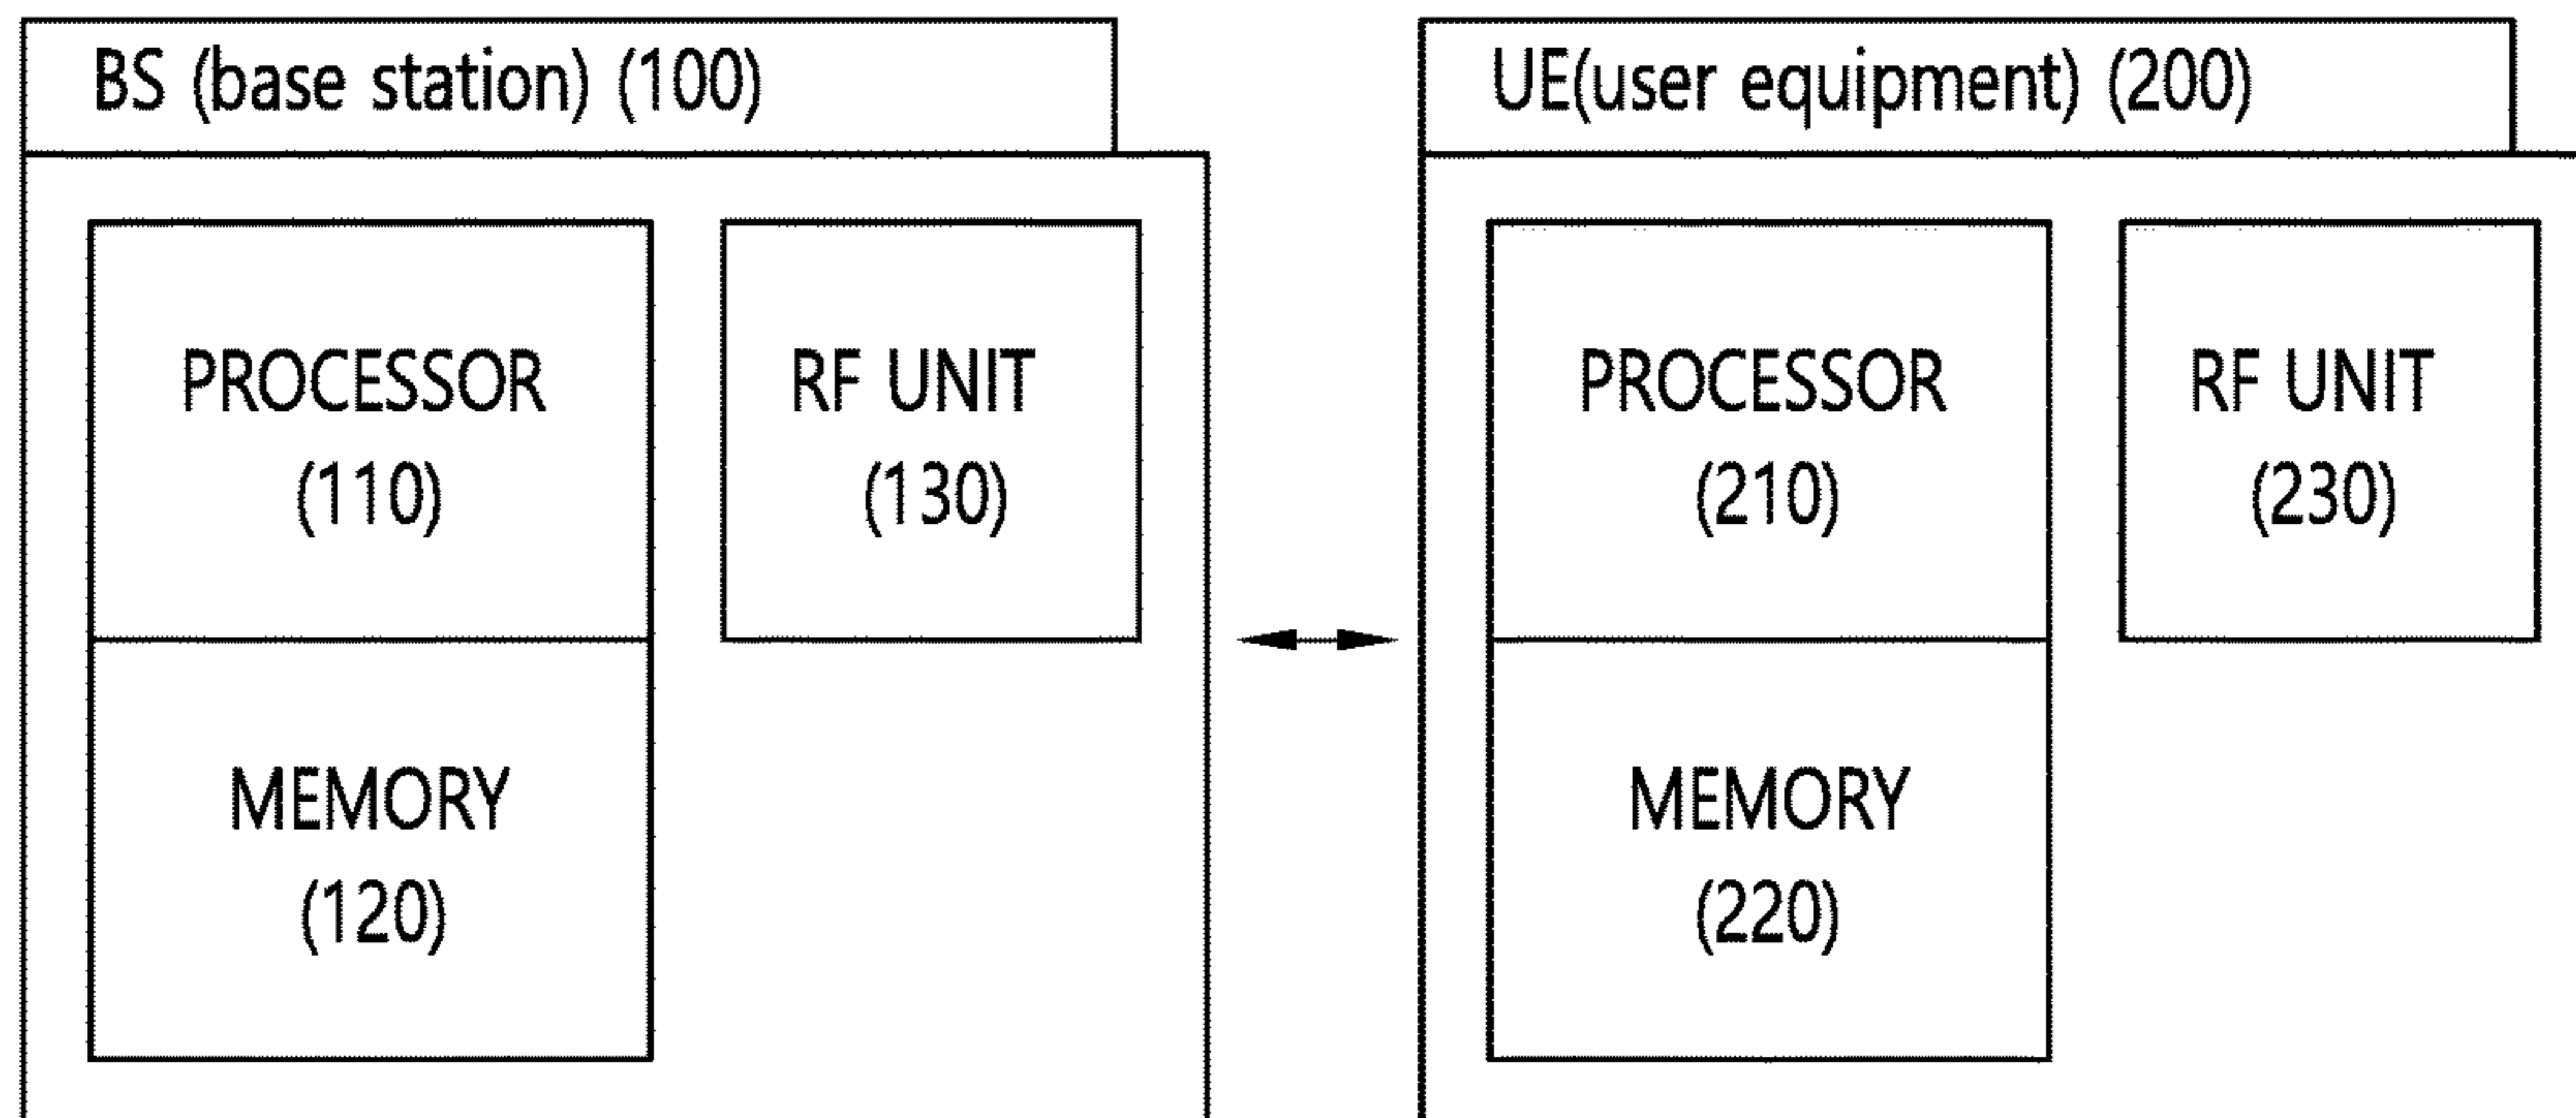 BS (base station) (100)
PROCESSOR
(110)
RF UNIT
(130)
MEMORY
(120)
UE(user equipment) (200)
PROCESSOR
(210)
RF UNIT
(230)
MEMORY
(220)